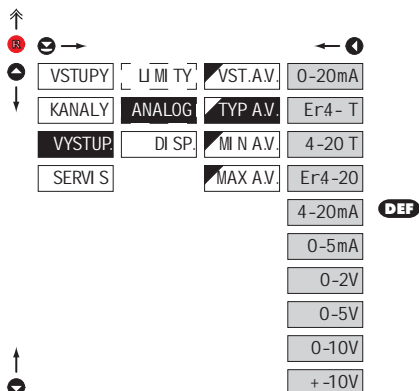 R
VSTUPY LIMITY VST.A.V. 0-20mA
KANALY ANALOG TYP A.V. Er4-T
VYSTUP. DISP. MIN A.V. 4-20 T
SERVIS MAX A.V. Er4-20
4-20mA DEF
0-5mA
0-2V
0-5V
0-10V
+-10V